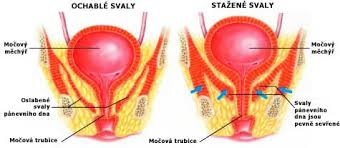 OCHABLÉ SVALY
Močový
měchýř
Oslabené
svaly
pánevního dna
Močová trubice
STAŽENÉ SVALY
Močový
měchýř
Svaly
pánevního
dna jsou
pevně sevřené
Močová trubice